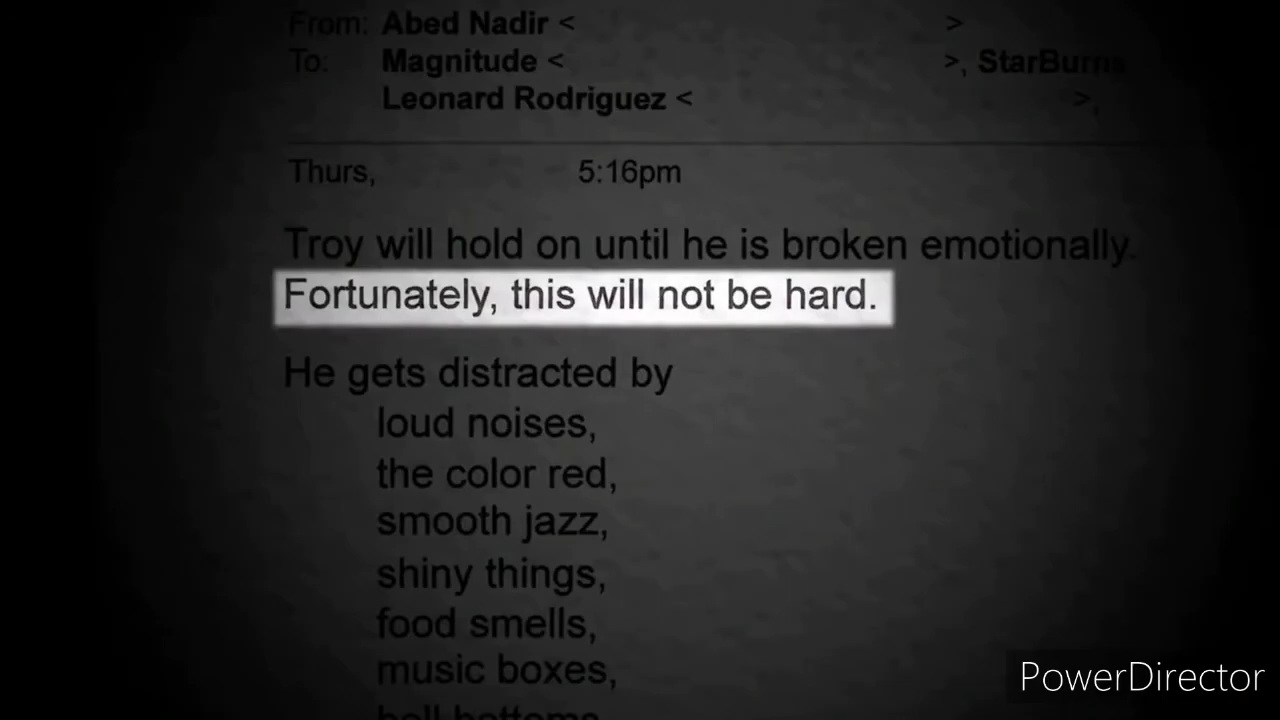 From: Abed Nadir < >
To: Magnitude < >, StarBurns
Leonard Rodriguez < >,
Thurs, 5:16pm
Troy will hold on until he is broken emotionally.
Fortunately, this will not be hard.
He gets distracted by
loud noises,
the color red,
smooth jazz,
shiny things,
food smells,
music boxes,
bell bottoms
PowerDirector